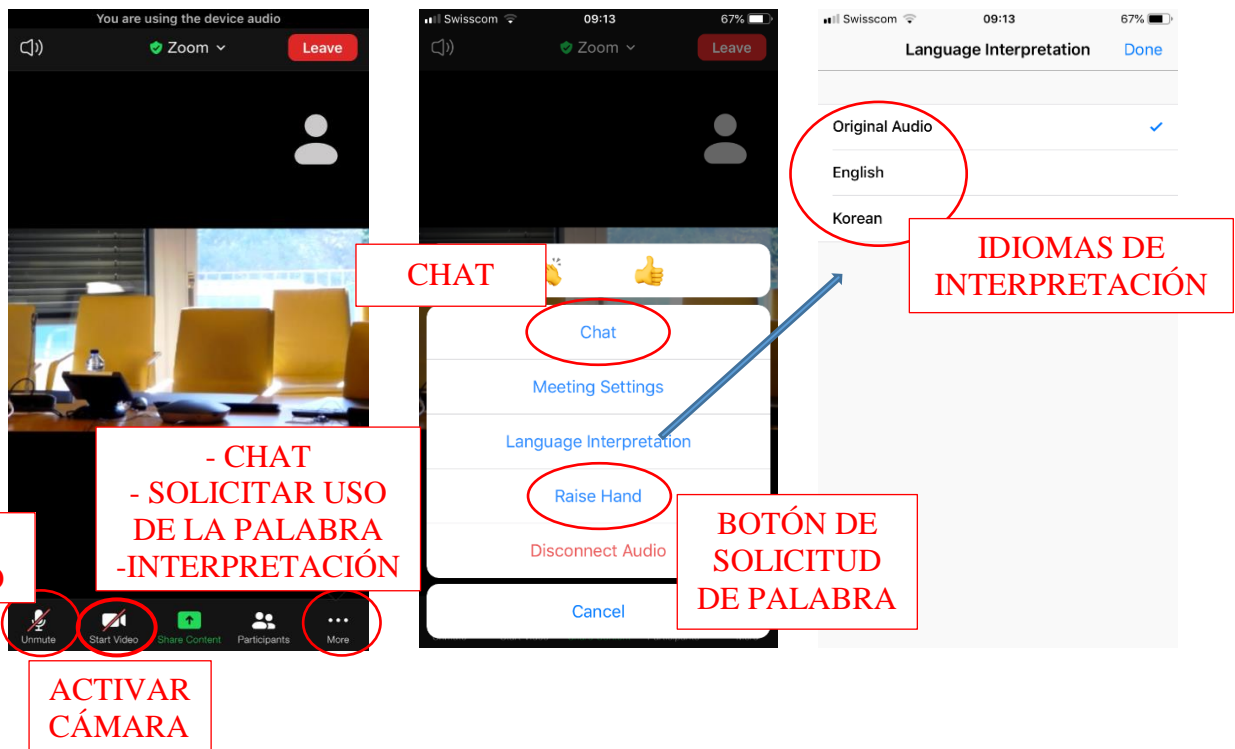 You are using the device audio
Zoom
Leave
- CHAT
- SOLICITAR USO
DE LA PALABRA
-INTERPRETACIÓN
Unmute
Start Video
Share Content
Participants
More
ACTIVAR
CÁMARA
Swisscom
09:13
67%
Zoom
Leave
CHAT
Chat
Meeting Settings
Language Interpretation
Raise Hand
Disconnect Audio
Cancel
BOTÓN DE
SOLICITUD
DE PALABRA
Swisscom
09:13
67%
Language Interpretation
Done
Original Audio
English
Korean
IDIOMAS DE
INTERPRETACIÓN